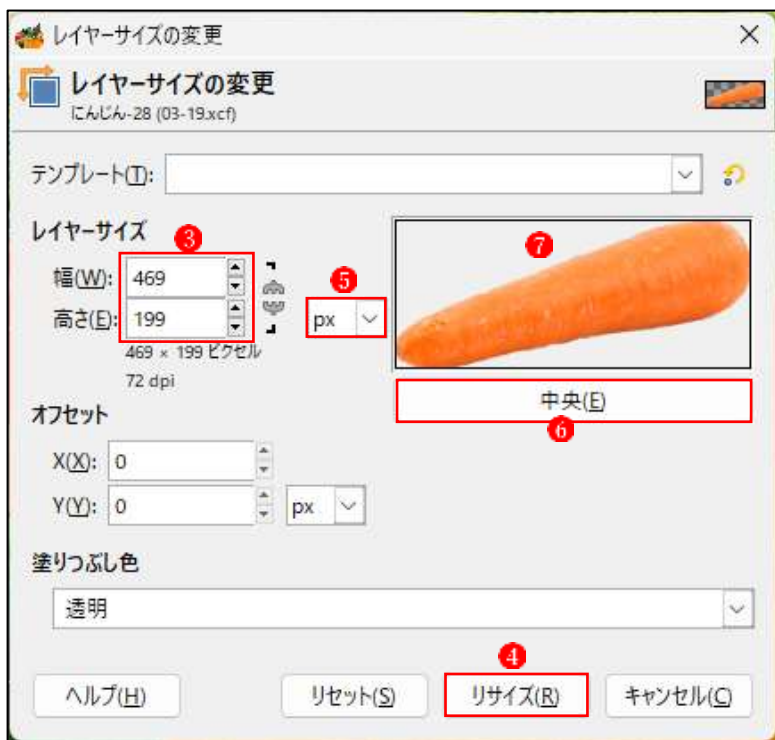 レイヤーサイズの変更
レイヤーサイズの変更
にんじん-28 (03-19.xcf)
テンプレート(T):
レイヤーサイズ
3
7
幅(W): 469
5
高さ(E): 199
px
469 × 199 ピクセル
72 dpi
中央(E)
6
オフセット
X(X): 0
Y(Y): 0 px
塗りつぶし色
透明
4
ヘルプ(H) リセット(S) リサイズ(R) キャンセル(C)